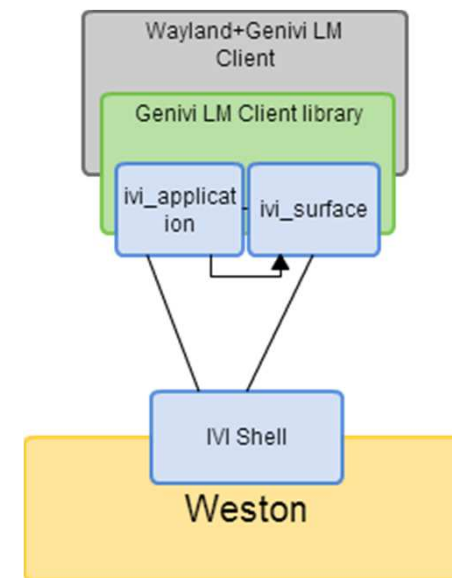 Wayland+Genivi LM
Client
Genivi LM Client library
ivi_applicat
ion
ivi_surface
IVI Shell
Weston